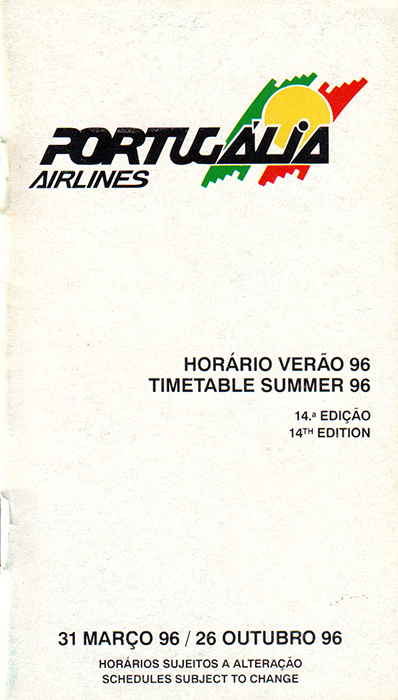 PORTUGÁLIA
AIRLINES
HORÁRIO VERÃO 96
TIMETABLE SUMMER 96
14.ª EDIÇÃO
14TH EDITION
31 MARÇO 96 / 26 OUTUBRO 96
HORÁRIOS SUJEITOS A ALTERAÇÃO
SCHEDULES SUBJECT TO CHANGE